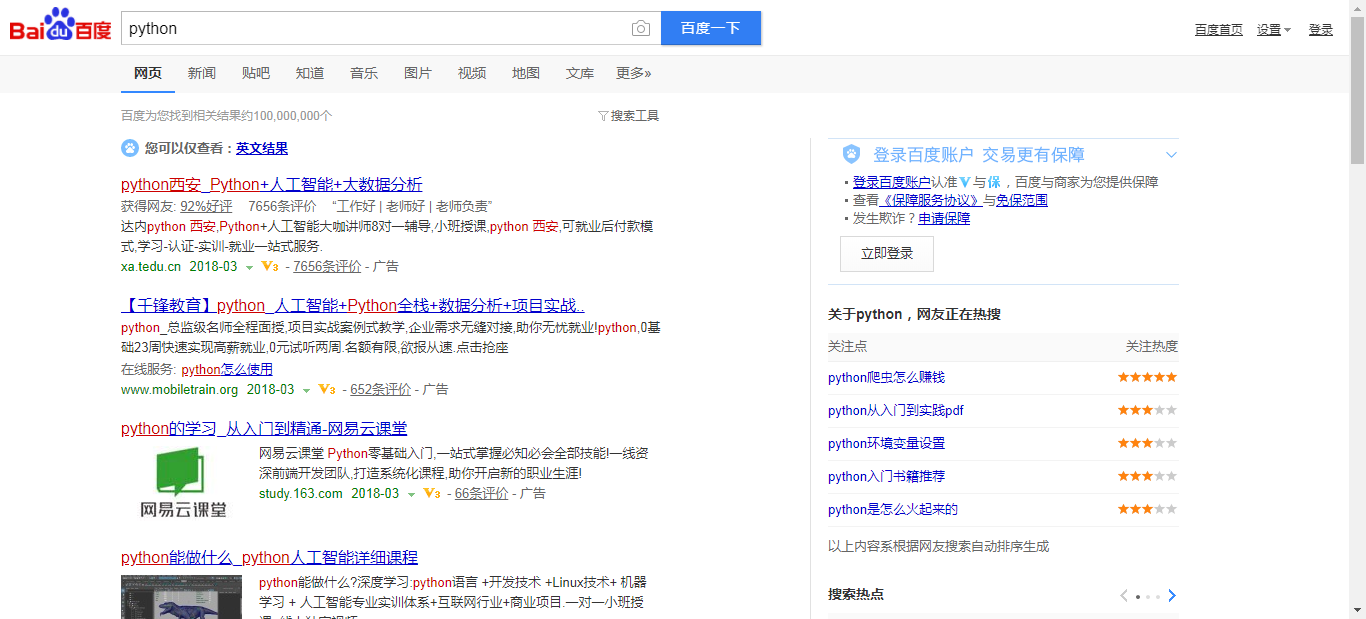 Bai du 百度 python 百度一下 百度首页 设置 登录
网页 新闻 贴吧 知道 音乐 图片 视频 地图 文库 更多»
百度为您找到相关结果约100,000,000个 搜索工具
您可以仅查看：英文结果
python西安_Python+人工智能+大数据分析
获得网友: 92%好评 7656条评价 “工作好 | 老师好 | 老师负责”
达内python 西安,Python+人工智能大咖讲师8对一辅导,小班授课,python 西安,可就业后付款模
式,学习-认证-实训-就业一站式服务.
xa.tedu.cn 2018-03 V3 - 7656条评价 - 广告
【千锋教育】python_人工智能+Python全栈+数据分析+项目实战..
python_总监级名师全程面授,项目实战案例式教学,企业需求无缝对接,助你无忧就业!python,0基
础23周快速实现高薪就业,0元试听两周.名额有限,欲报从速.点击抢座
在线服务: python怎么使用
www.mobiletrain.org 2018-03 V3 - 652条评价 - 广告
python的学习_从入门到精通-网易云课堂
网易云课堂 Python零基础入门,一站式掌握必知必会全部技能!一线资
深前端开发团队,打造系统化课程,助你开启新的职业生涯!
study.163.com 2018-03 V3 - 66条评价 - 广告
网易云课堂
python能做什么_python人工智能详细课程
python能做什么?深度学习:python语言 +开发技术 +Linux技术+ 机器
学习 + 人工智能专业实训体系+互联网行业+商业项目.一对一小班授
登录百度账户 交易更有保障
登录百度账户认准V与保，百度与商家为您提供保障
查看《保障服务协议》与免保范围
发生欺诈？申请保障
立即登录
关于python，网友正在热搜
关注点 关注热度
python爬虫怎么赚钱
python从入门到实践pdf
python环境变量设置
python入门书籍推荐
python是怎么火起来的
以上内容系根据网友搜索自动排序生成
搜索热点